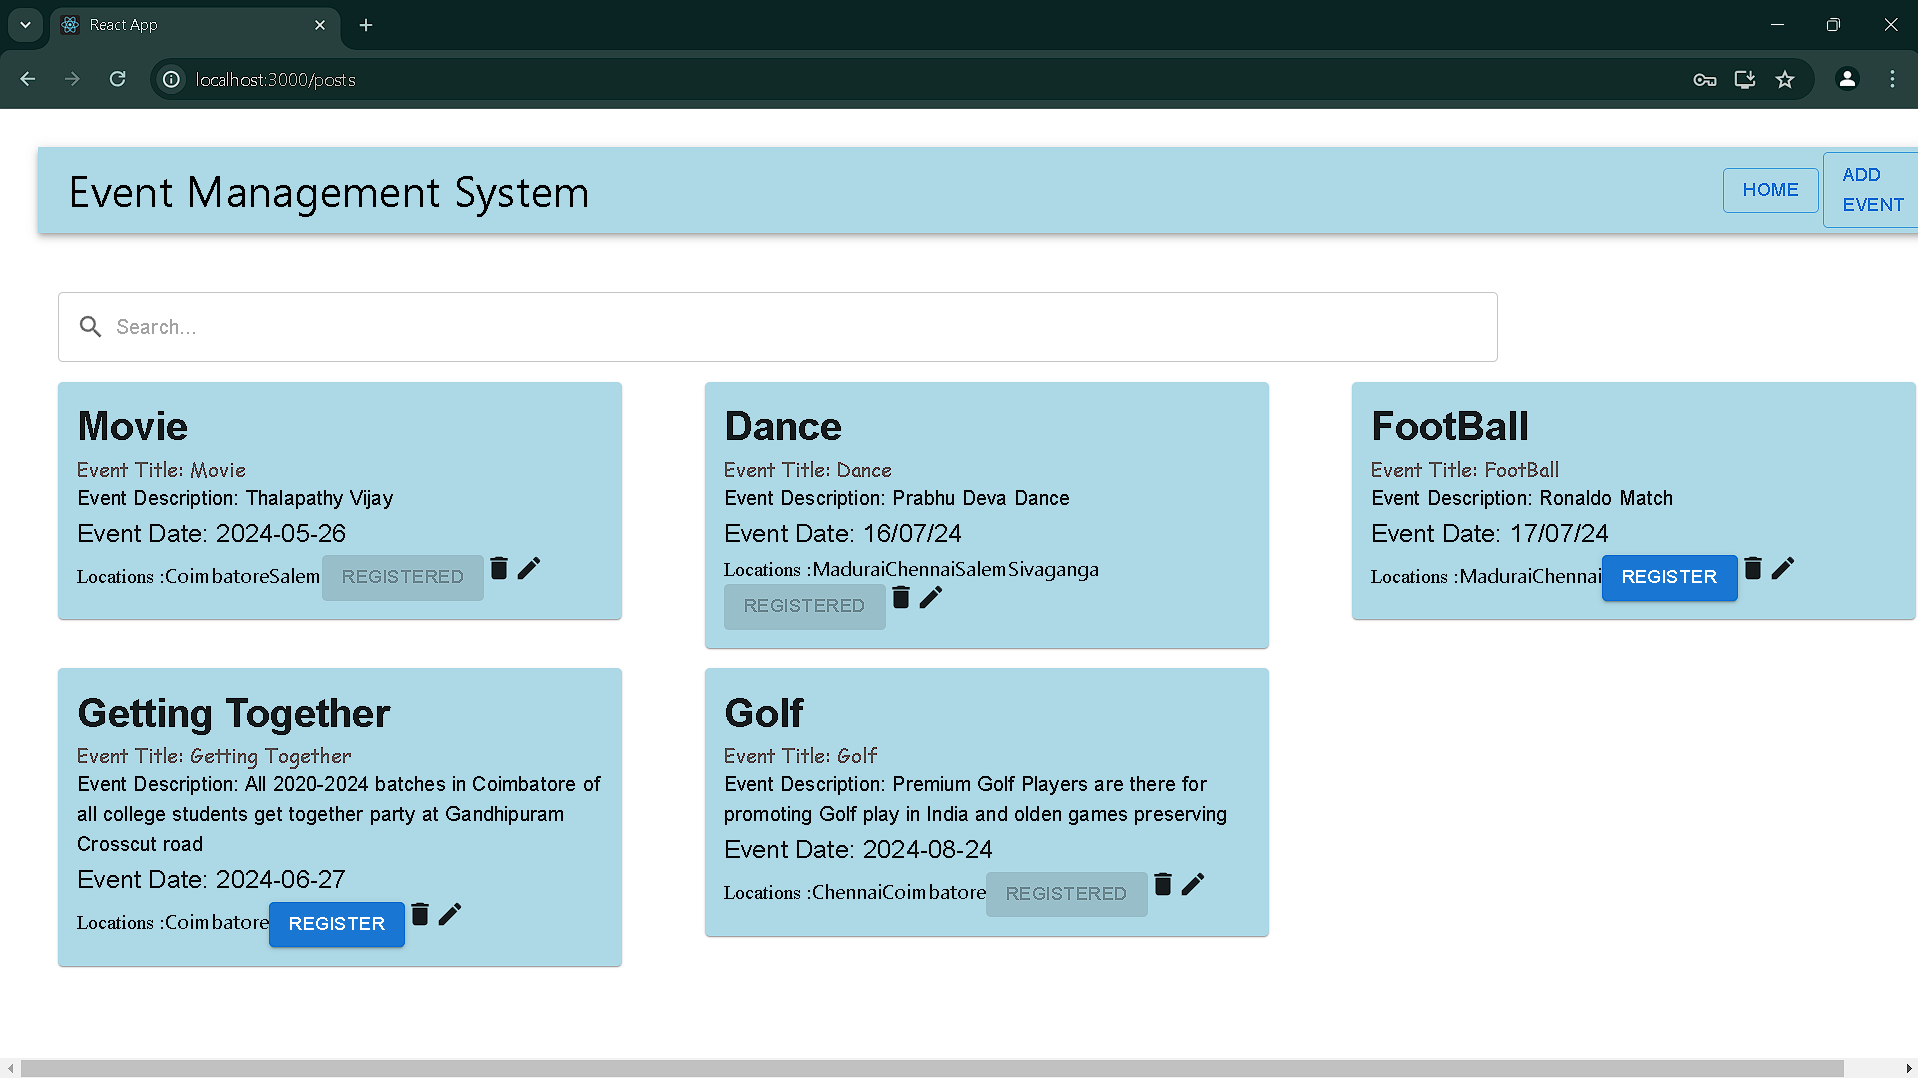 React App
localhost:3000/posts
Event Management System
HOME
ADD
EVENT
Search...
Movie
Event Title: Movie
Event Description: Thalapathy Vijay
Event Date: 2024-05-26
Locations :CoimbatoreSalem REGISTERED
Dance
Event Title: Dance
Event Description: Prabhu Deva Dance
Event Date: 16/07/24
Locations :MaduraiChennaiSalemSivaganga
REGISTERED
FootBall
Event Title: FootBall
Event Description: Ronaldo Match
Event Date: 17/07/24
Locations :MaduraiChennai REGISTER
Getting Together
Event Title: Getting Together
Event Description: All 2020-2024 batches in Coimbatore of
all college students get together party at Gandhipuram
Crosscut road
Event Date: 2024-06-27
Locations :Coimbatore REGISTER
Golf
Event Title: Golf
Event Description: Premium Golf Players are there for
promoting Golf play in India and olden games preserving
Event Date: 2024-08-24
Locations :ChennaiCoimbatore REGISTERED